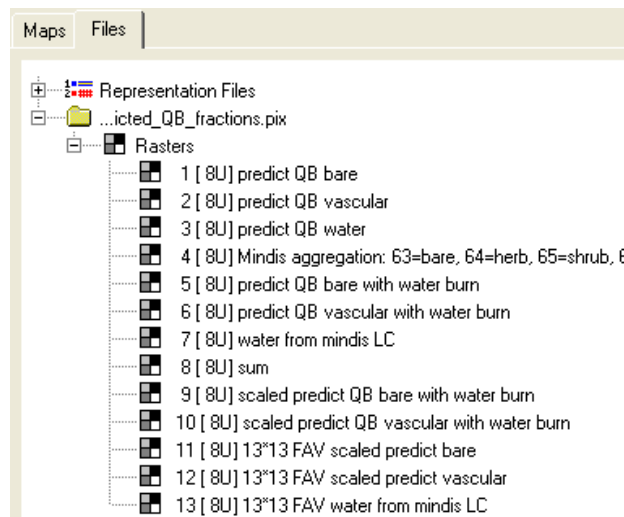 Maps Files
Representation Files
...icted_QB_fractions.pix
Rasters
1 [ 8U] predict QB bare
2 [ 8U] predict QB vascular
3 [ 8U] predict QB water
4 [ 8U] Mindis aggregation: 63=bare, 64=herb, 65=shrub, 6
5 [ 8U] predict QB bare with water burn
6 [ 8U] predict QB vascular with water burn
7 [ 8U] water from mindis LC
8 [ 8U] sum
9 [ 8U] scaled predict QB bare with water burn
10 [ 8U] scaled predict QB vascular with water burn
11 [ 8U] 13*13 FAV scaled predict bare
12 [ 8U] 13*13 FAV scaled predict vascular
13 [ 8U] 13*13 FAV water from mindis LC